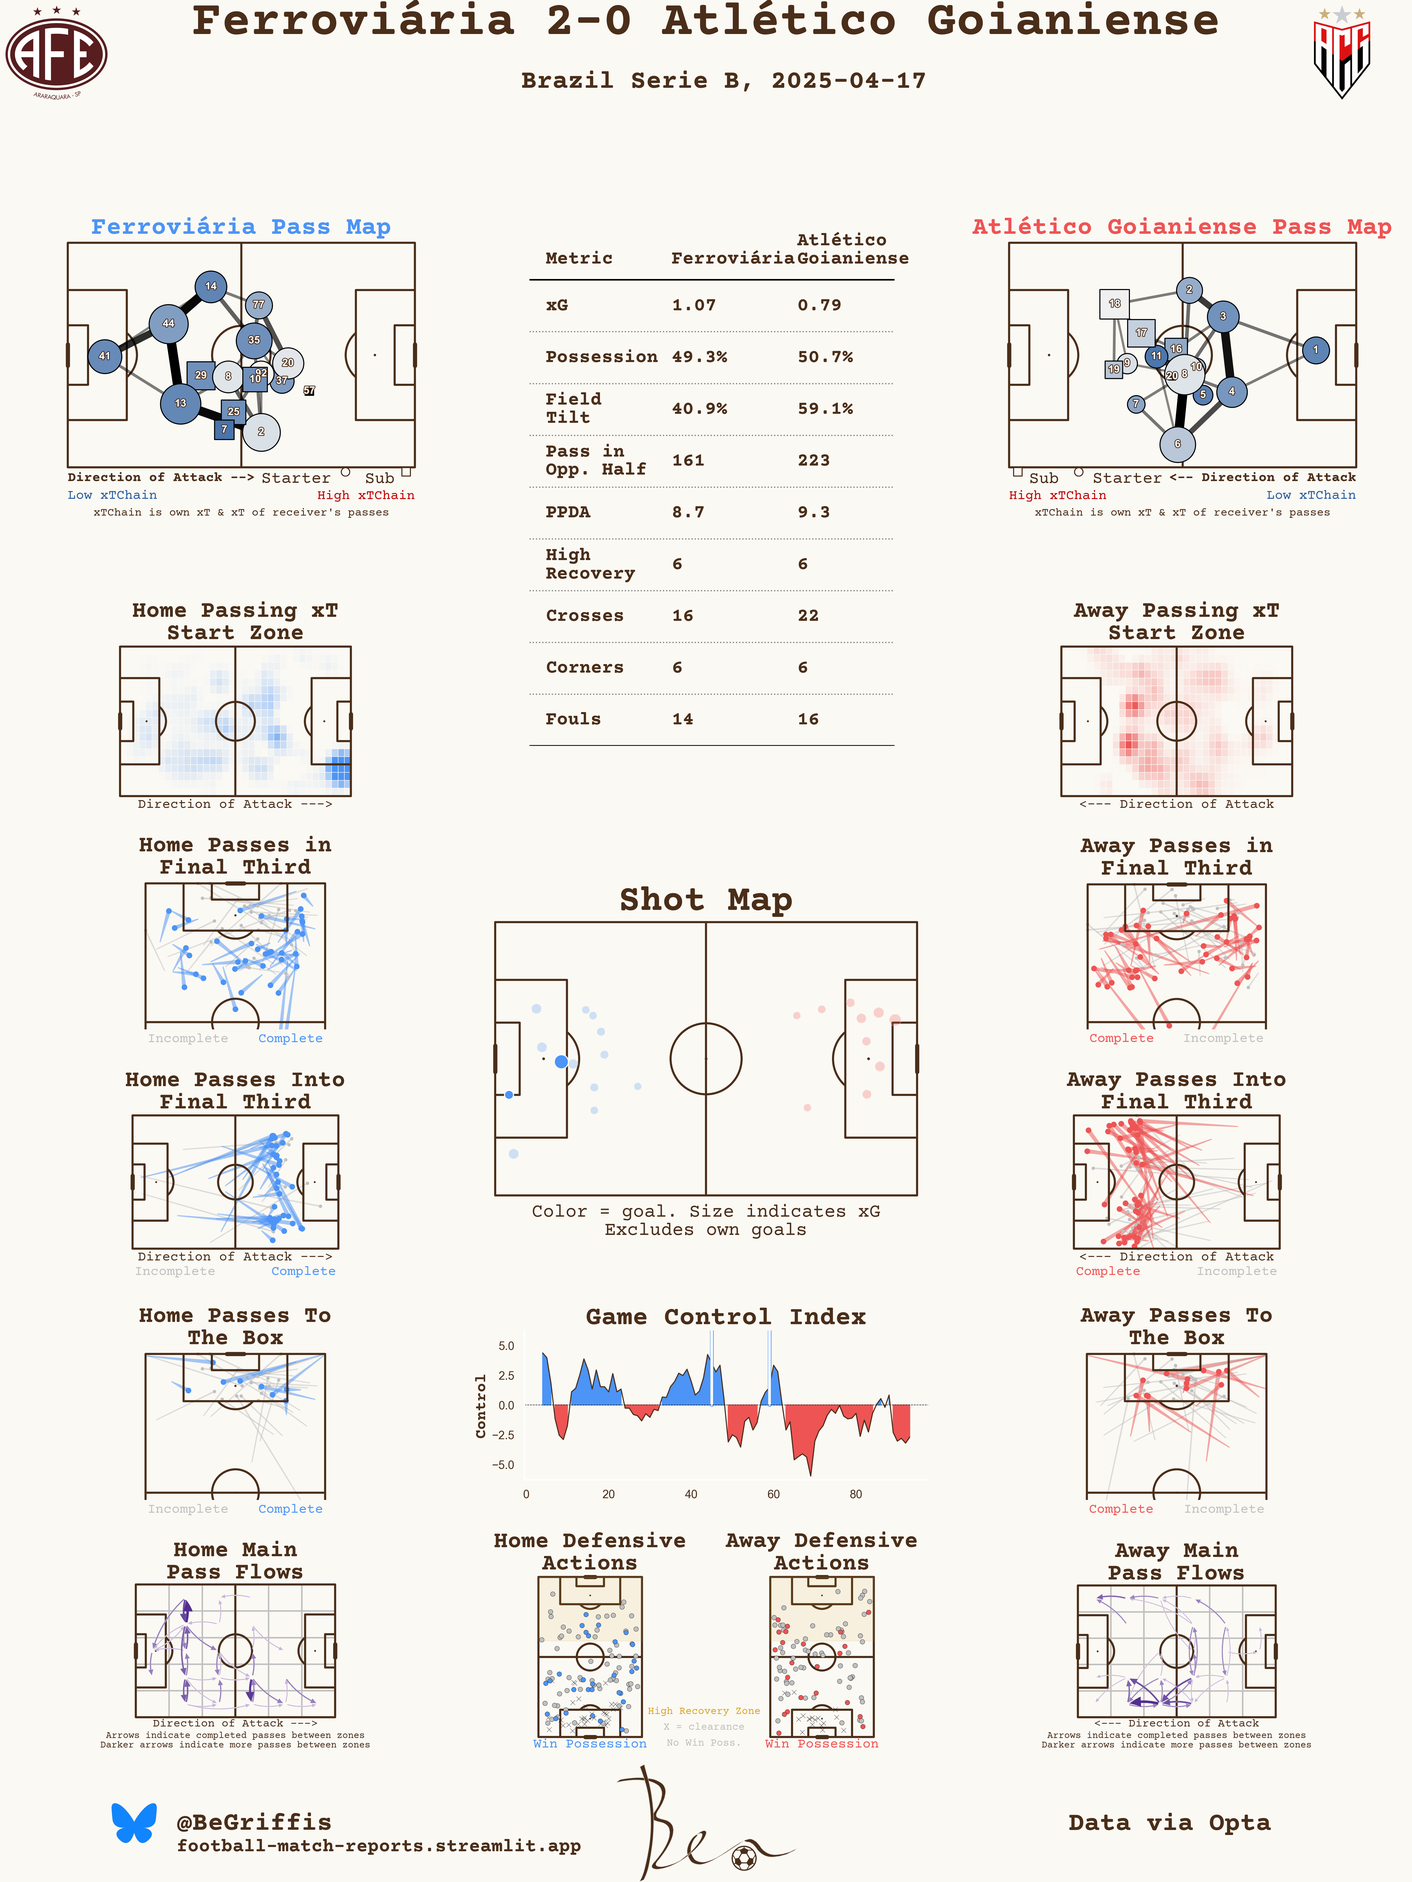 Ferroviária 2-0 Atlético Goianiense
Brazil Serie B, 2025-04-17
AFE
ARARAQUARA - SP
ACG
Ferroviária Pass Map
14
77
44
35
41
20
92
29
8
10
37
57
13
25
7
2
Direction of Attack --> Starter Sub
Low xTChain High xTChain
xTChain is own xT & xT of receiver's passes
Metric Ferroviária Atlético Goianiense
xG 1.07 0.79
Possession 49.3% 50.7%
Field Tilt 40.9% 59.1%
Pass in Opp. Half 161 223
PPDA 8.7 9.3
High Recovery 6 6
Crosses 16 22
Corners 6 6
Fouls 14 16
Atlético Goianiense Pass Map
2
18
3
17
16
1
11
9
19
10
20
8
4
5
7
6
Sub Starter <-- Direction of Attack
High xTChain Low xTChain
xTChain is own xT & xT of receiver's passes
Home Passing xT
Start Zone
Direction of Attack --->
Away Passing xT
Start Zone
<--- Direction of Attack
Home Passes in
Final Third
Incomplete Complete
Away Passes in
Final Third
Complete Incomplete
Shot Map
Color = goal. Size indicates xG
Excludes own goals
Home Passes Into
Final Third
Direction of Attack --->
Incomplete Complete
Away Passes Into
Final Third
<--- Direction of Attack
Complete Incomplete
Home Passes To
The Box
Incomplete Complete
Game Control Index
Control
5.0
2.5
0.0
−2.5
−5.0
0 20 40 60 80
Away Passes To
The Box
Complete Incomplete
Home Main
Pass Flows
Direction of Attack --->
Arrows indicate completed passes between zones
Darker arrows indicate more passes between zones
Home Defensive
Actions
Win Possession
Away Defensive
Actions
Win Possession
High Recovery Zone
X = clearance
No Win Poss.
Away Main
Pass Flows
<--- Direction of Attack
Arrows indicate completed passes between zones
Darker arrows indicate more passes between zones
@BeGriffis
football-match-reports.streamlit.app
Ben
Data via Opta